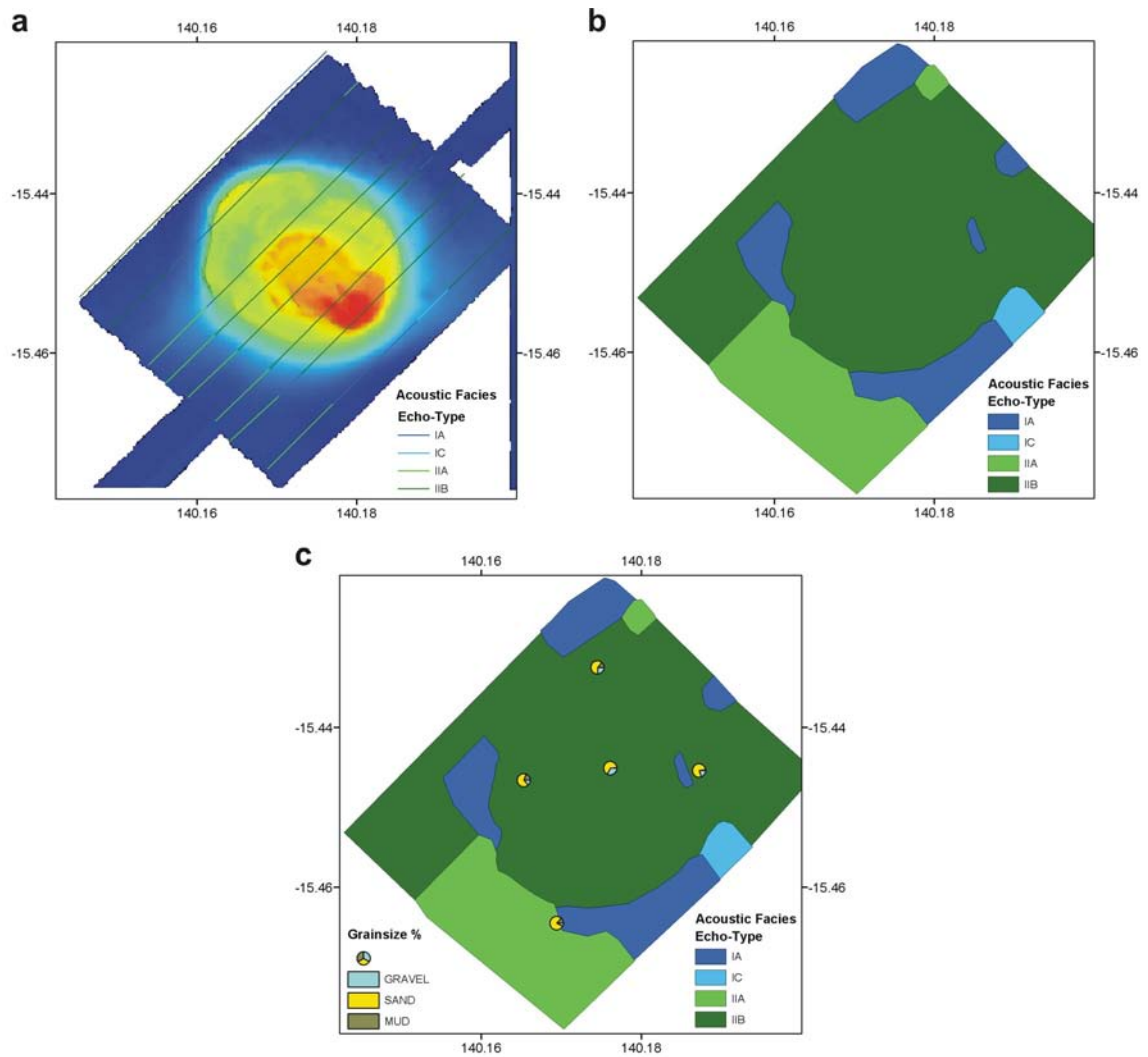 a
140.16
140.18
-15.44
-15.44
-15.46
-15.46
Acoustic Facies
Echo-Type
IA
IC
IIA
IIB
140.16
140.18
b
140.16
140.18
-15.44
-15.44
-15.46
-15.46
Acoustic Facies
Echo-Type
IA
IC
IIA
IIB
140.16
140.18
c
140.16
140.18
-15.44
-15.44
-15.46
-15.46
Grainsize %
GRAVEL
SAND
MUD
Acoustic Facies
Echo-Type
IA
IC
IIA
IIB
140.16
140.18